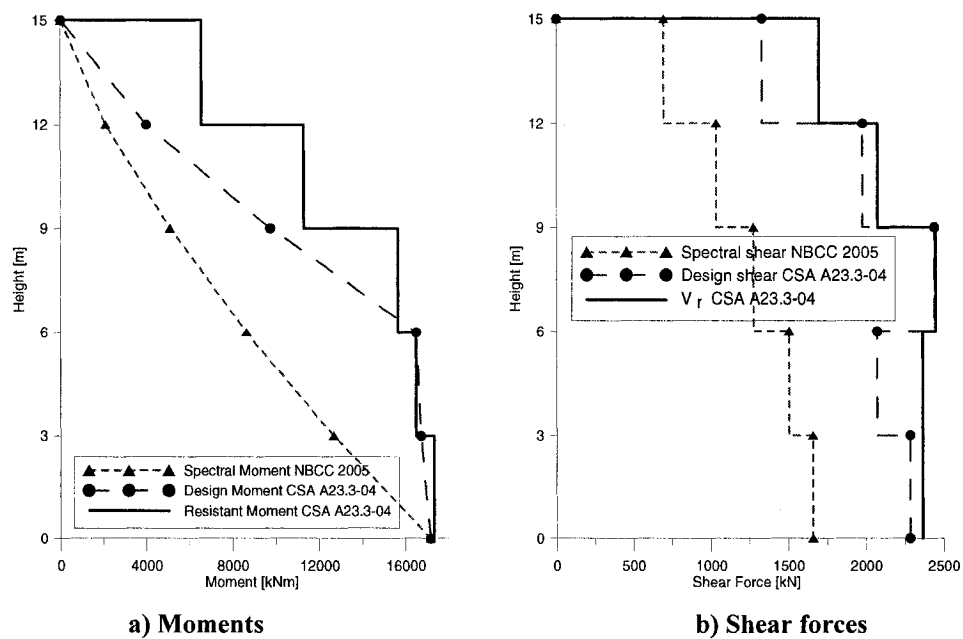 15
12
9
6
3
0
Height [m]
Spectral Moment NBCC 2005
Design Moment CSA A23.3-04
Resistant Moment CSA A23.3-04
0 4000 8000 12000 16000
Moment [kNm]
a) Moments
15
12
9
6
3
0
Height [m]
Spectral shear NBCC 2005
Design shear CSA A23.3-04
V r CSA A23.3-04
0 500 1000 1500 2000 2500
Shear Force [kN]
b) Shear forces